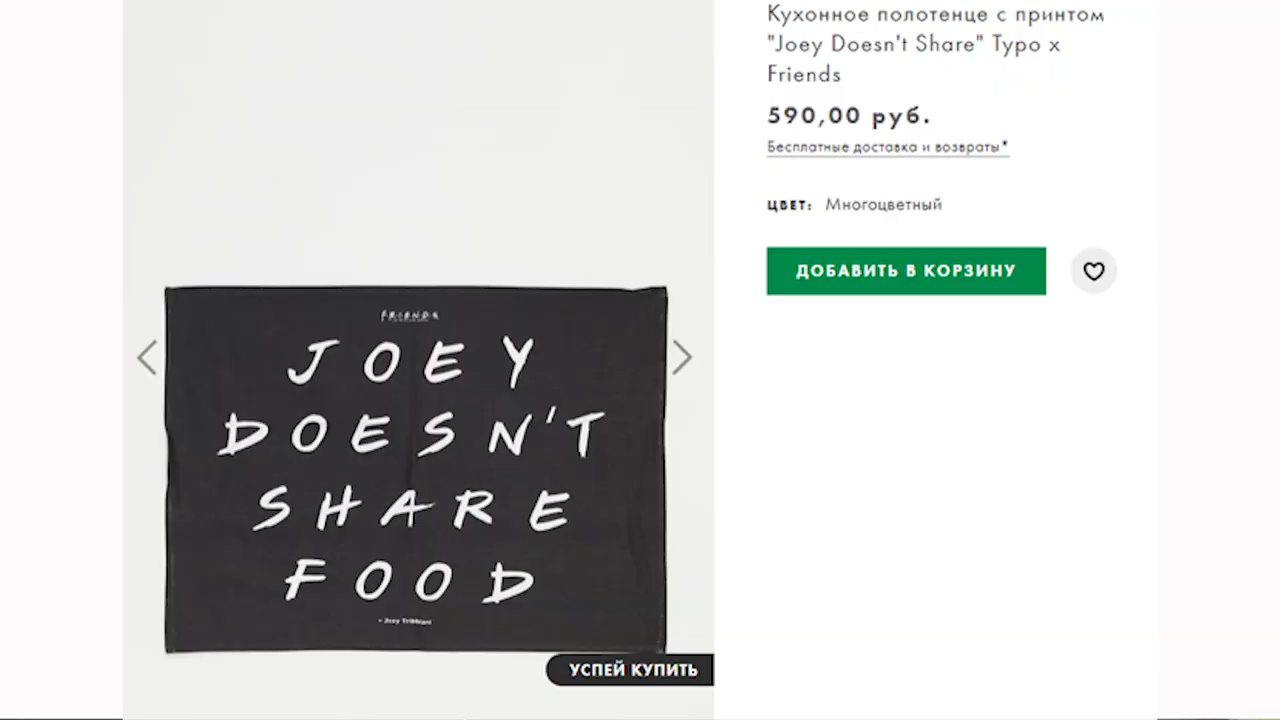 Кухонное полотенце с принтом
"Joey Doesn't Share" Typo x
Friends
590,00 руб.
Бесплатные доставка и возвраты*
ЦВЕТ: Многоцветный
ДОБАВИТЬ В КОРЗИНУ
FRIENDS
JOEY
DOESN'T
SHARE
FOOD
- Joey Tribbiani
УСПЕЙ КУПИТЬ